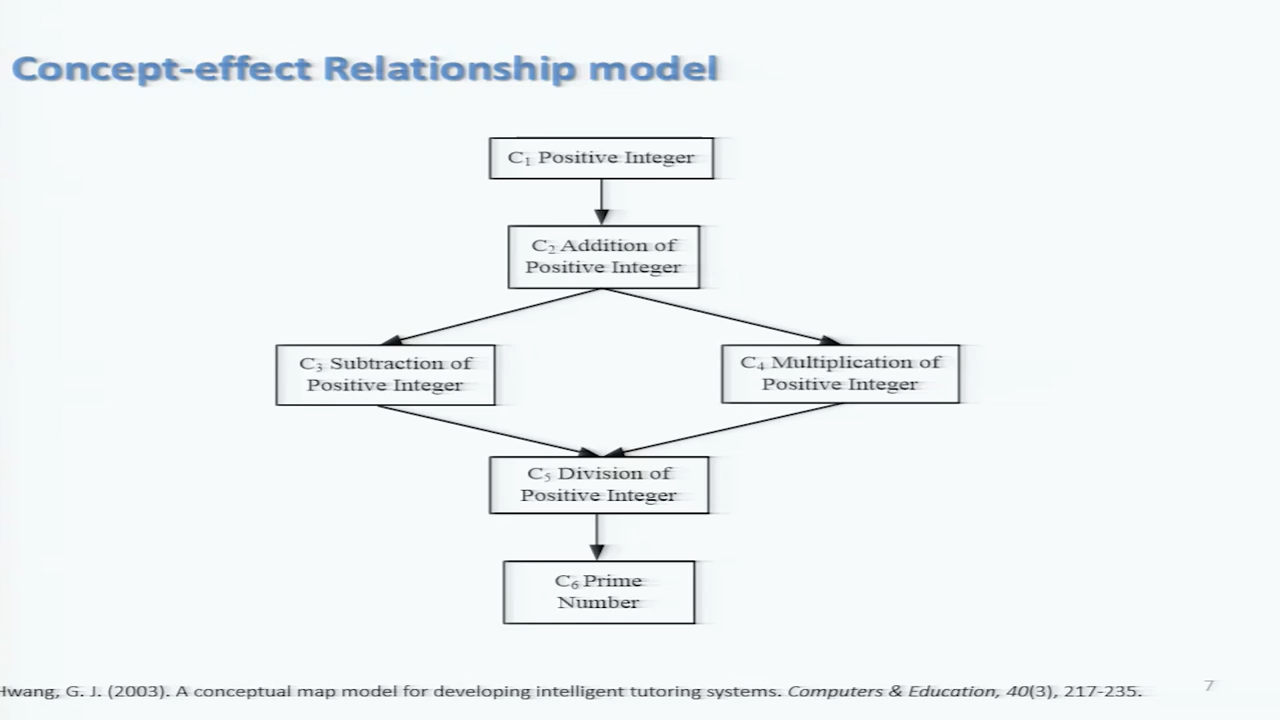 Concept-effect Relationship model
C₁ Positive Integer
C₂ Addition of
Positive Integer
C₃ Subtraction of
Positive Integer
C₄ Multiplication of
Positive Integer
C₅ Division of
Positive Integer
C₆ Prime
Number
Hwang, G. J. (2003). A conceptual map model for developing intelligent tutoring systems. Computers & Education, 40(3), 217-235.
7